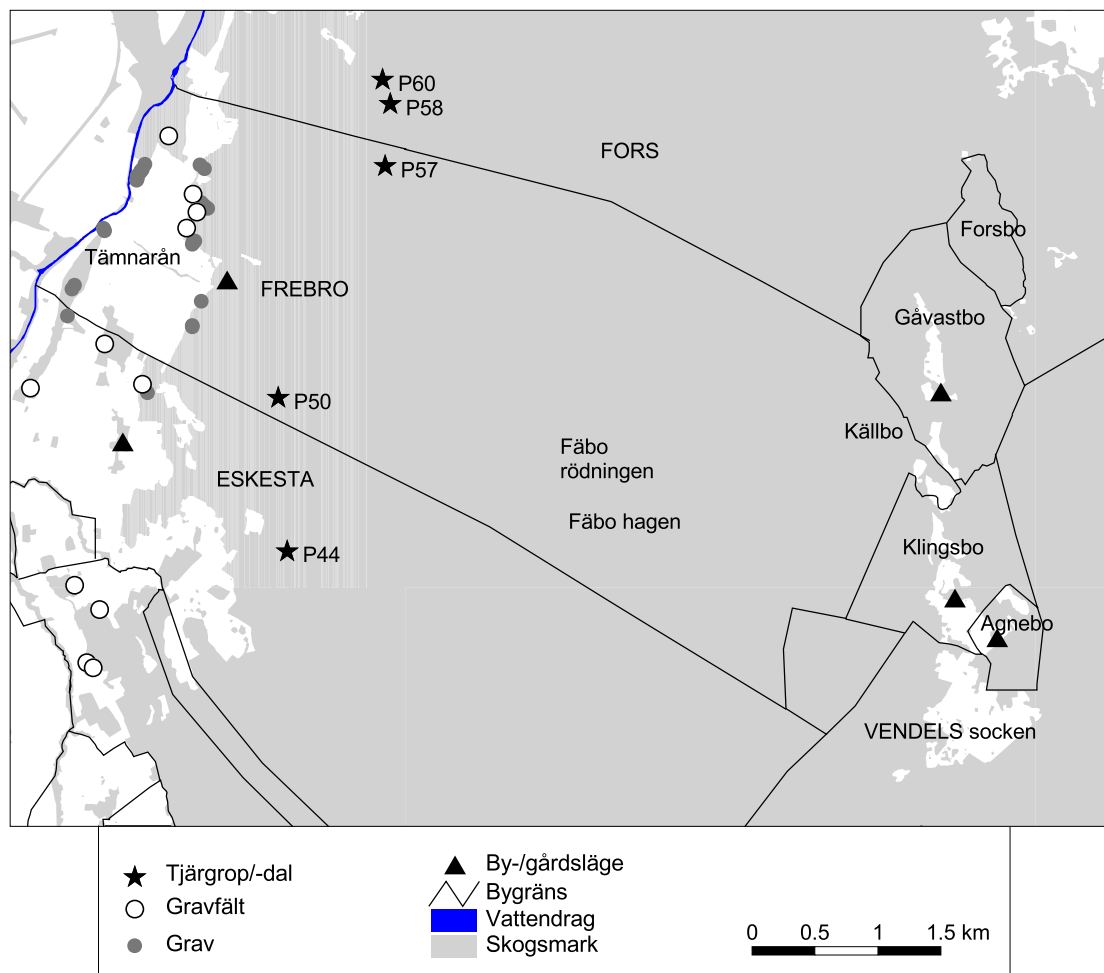 P60
P58
FORS
P57
Forsbo
Tämnarån
FREBRO
Gåvastbo
P50
Källbo
Fäbo
rödningen
ESKESTA
Fäbo hagen
P44
Klingsbo
Agnebo
VENDELS socken
Tjärgrop/-dal
Gravfält
Grav
By-/gårdsläge
Bygräns
Vattendrag
Skogsmark
0 0.5 1 1.5 km